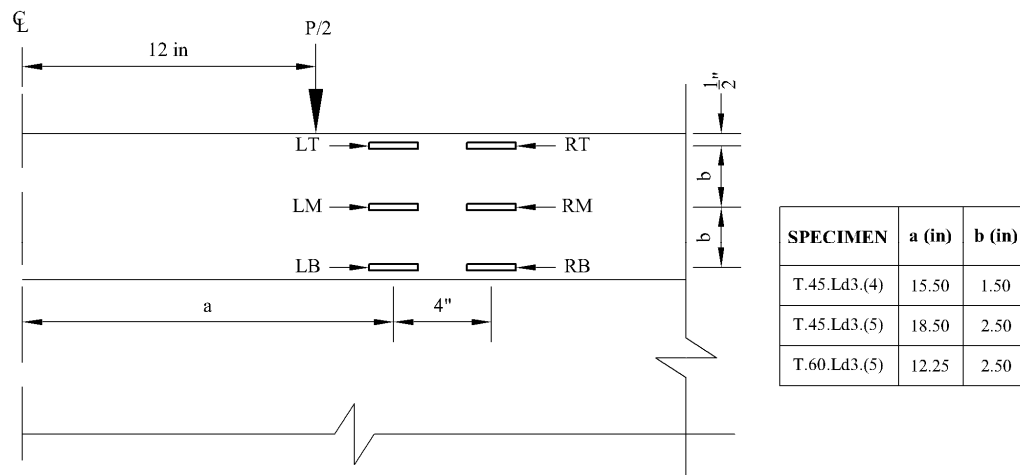 ℄
P/2
12 in
1/2"
LT
RT
b
LM
RM
b
LB
RB
a
4"
SPECIMEN a (in) b (in)
T.45.Ld3.(4) 15.50 1.50
T.45.Ld3.(5) 18.50 2.50
T.60.Ld3.(5) 12.25 2.50